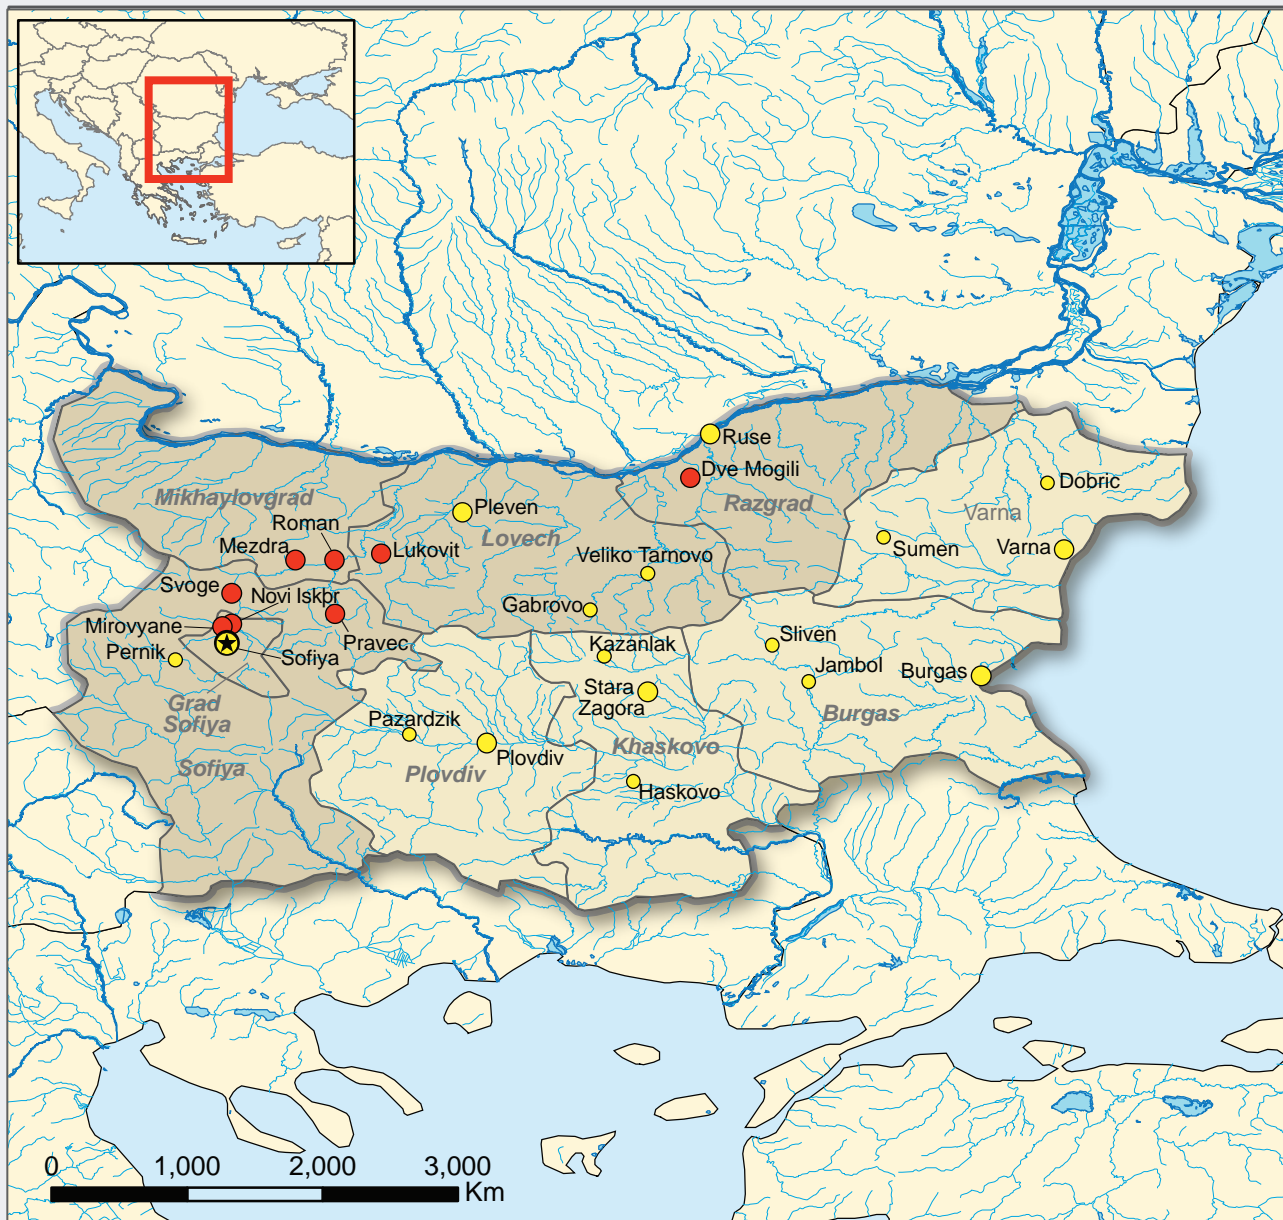 Ruse
Dve Mogili
Razgrad
Mikhaylovgrad
Pleven
Lovech
Dobric
Varna
Roman
Mezdra
Lukovit
Veliko Tarnovo
Sumen
Varna
Svoge
Novi Iskpr
Gabrovo
Mirovyane
Pravec
Pernik
Sofiya
Kazanlak
Sliven
Jambol
Burgas
Stara
Zagora
Grad
Sofiya
Pazardzik
Burgas
Khaskovo
Plovdiv
Plovdiv
Sofiya
Haskovo
0 1,000 2,000 3,000
Km